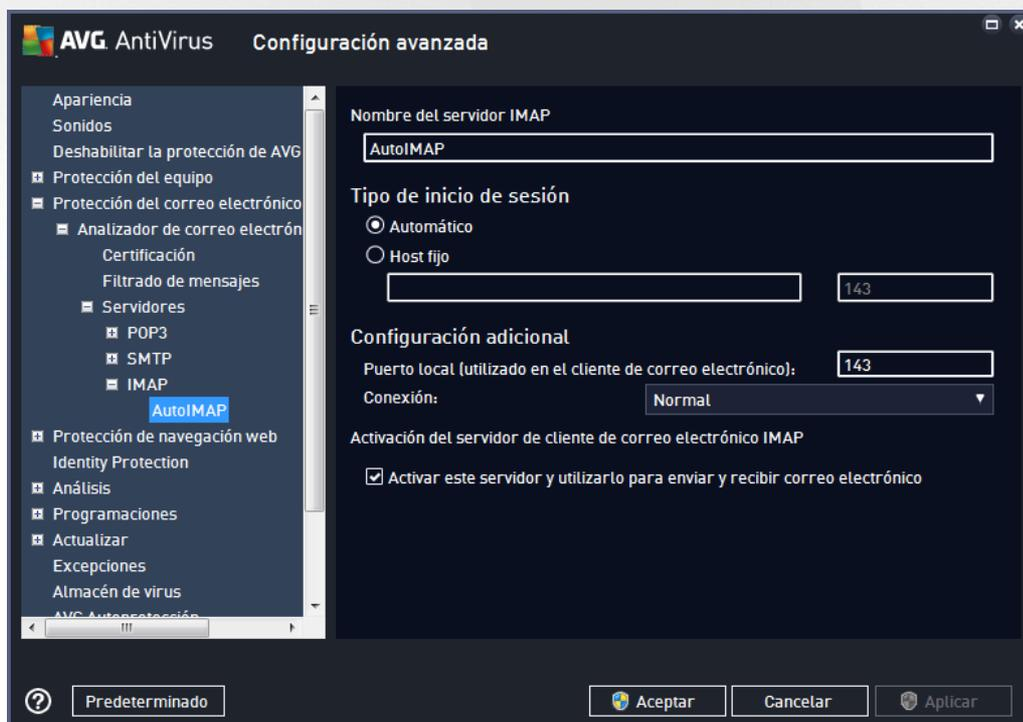 AVG AntiVirus Configuración avanzada
Apariencia
Sonidos
Deshabilitar la protección de AVG
Protección del equipo
Protección del correo electrónico
Analizador de correo electrón
Certificación
Filtrado de mensajes
Servidores
POP3
SMTP
IMAP
AutoIMAP
Protección de navegación web
Identity Protection
Análisis
Programaciones
Actualizar
Excepciones
Almacén de virus
AVG Autoprotección
Nombre del servidor IMAP
AutoIMAP
Tipo de inicio de sesión
Automático
Host fijo
143
Configuración adicional
Puerto local (utilizado en el cliente de correo electrónico): 143
Conexión: Normal
Activación del servidor de cliente de correo electrónico IMAP
Activar este servidor y utilizarlo para enviar y recibir correo electrónico
? Predeterminado Aceptar Cancelar Aplicar